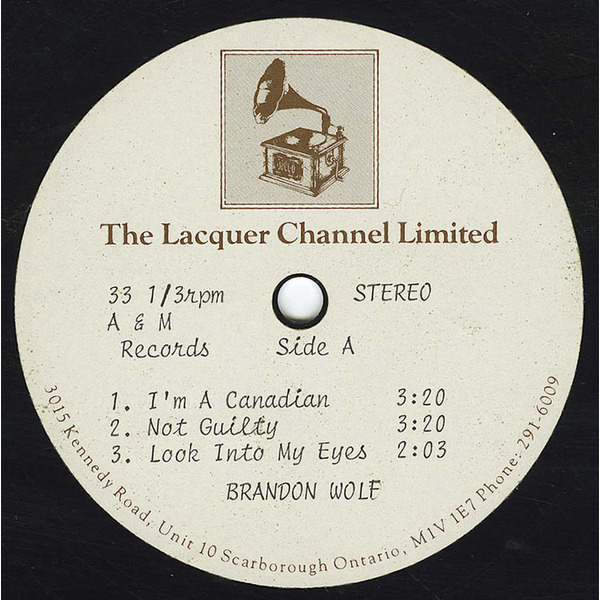 The Lacquer Channel Limited
33 1/3rpm STEREO
A & M
Records Side A
1. I'm A Canadian 3:20
2. Not Guilty 3:20
3. Look Into My Eyes 2:03
BRANDON WOLF
3015 Kennedy Road, Unit 10 Scarborough Ontario, M1V 1E7 Phone: 291-6009